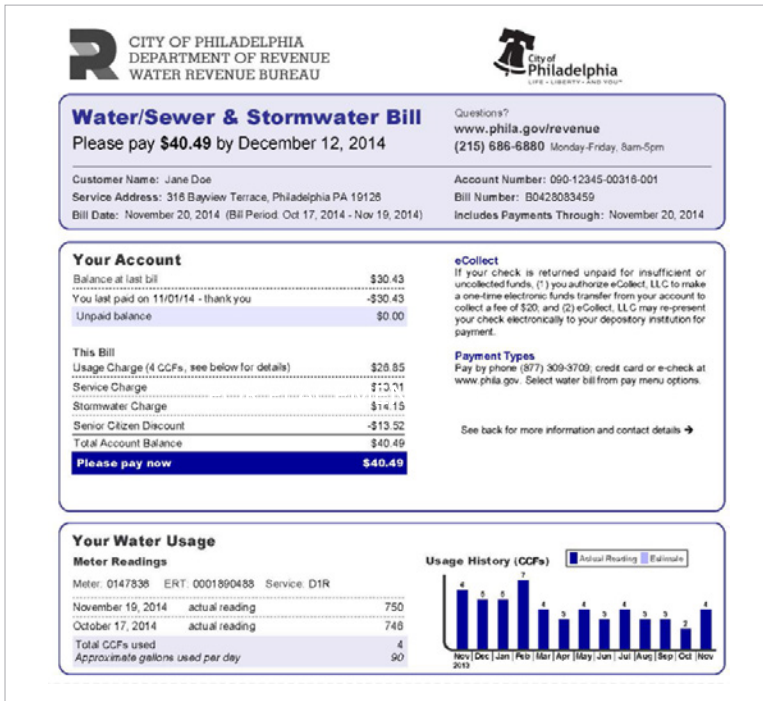 CITY OF PHILADELPHIA
DEPARTMENT OF REVENUE
WATER REVENUE BUREAU
City of
Philadelphia
LIFE • LIBERTY • AND YOU™
Water/Sewer & Stormwater Bill
Please pay $40.49 by December 12, 2014
Questions?
www.phila.gov/revenue
(215) 686-6880 Monday-Friday, 8am-5pm
Customer Name: Jane Doe
Service Address: 316 Bayview Terrace, Philadelphia PA 19126
Bill Date: November 20, 2014 (Bill Period: Oct 17, 2014 - Nov 19, 2014)
Account Number: 090-12345-00316-001
Bill Number: B0428083459
Includes Payments Through: November 20, 2014
Your Account
Balance at last bill $30.43
You last paid on 11/01/14 - thank you -$30.43
Unpaid balance $0.00
This Bill
Usage Charge (4 CCFs, see below for details) $26.85
Service Charge
Stormwater Charge $14.15
Senior Citizen Discount -$13.52
Total Account Balance $40.49
Please pay now $40.49
eCollect
If your check is returned unpaid for insufficient or
uncollected funds, (1) you authorize eCollect, LLC to make
a one-time electronic funds transfer from your account to
collect a fee of $20; and (2) eCollect, LLC may re-present
your check electronically to your depository institution for
payment.
Payment Types
Pay by phone (877) 309-3709; credit card or e-check at
www.phila.gov. Select water bill from pay menu options.
See back for more information and contact details →
Your Water Usage
Meter Readings
Meter: 0147838 ERT: 0001890488 Service: D1R
November 19, 2014 actual reading 750
October 17, 2014 actual reading 746
Total CCFs used 4
Approximate gallons used per day 90
Usage History (CCFs)
Actual Reading Estimate
5 5 7 4 3 4 3 4 3 3 2 4
Nov Dec Jan Feb Mar Apr May Jun Jul Aug Sep Oct Nov
2013